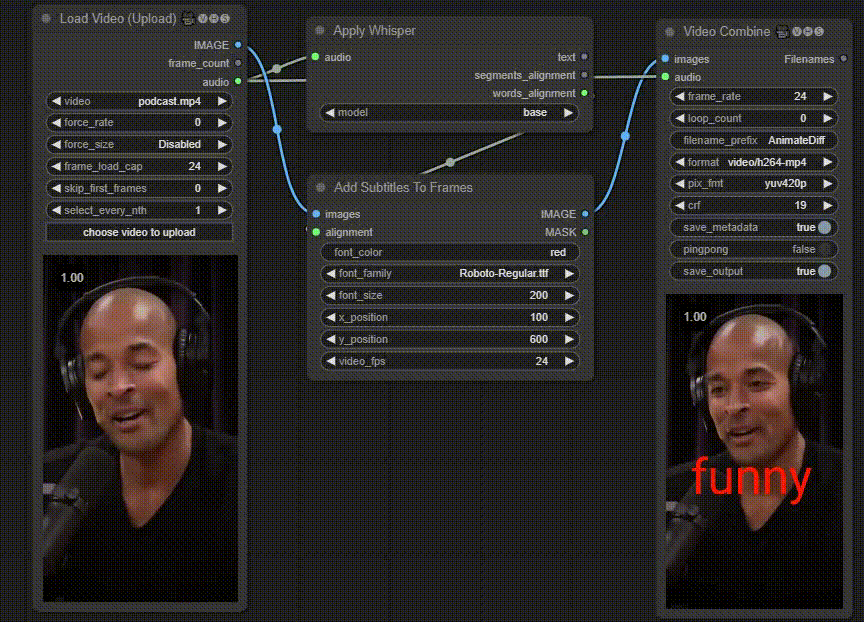 Load Video (Upload) VHS
IMAGE
frame_count
audio
video podcast.mp4
force_rate 0
force_size Disabled
frame_load_cap 24
skip_first_frames 0
select_every_nth 1
choose video to upload
1.00
Apply Whisper
audio text
segments_alignment
words_alignment
model base
Add Subtitles To Frames
images IMAGE
alignment MASK
font_color red
font_family Roboto-Regular.ttf
font_size 200
x_position 100
y_position 600
video_fps 24
Video Combine VHS
images Filenames
audio
frame_rate 24
loop_count 0
filename_prefix AnimateDiff
format video/h264-mp4
pix_fmt yuv420p
crf 19
save_metadata true
pingpong false
save_output true
1.00
funny